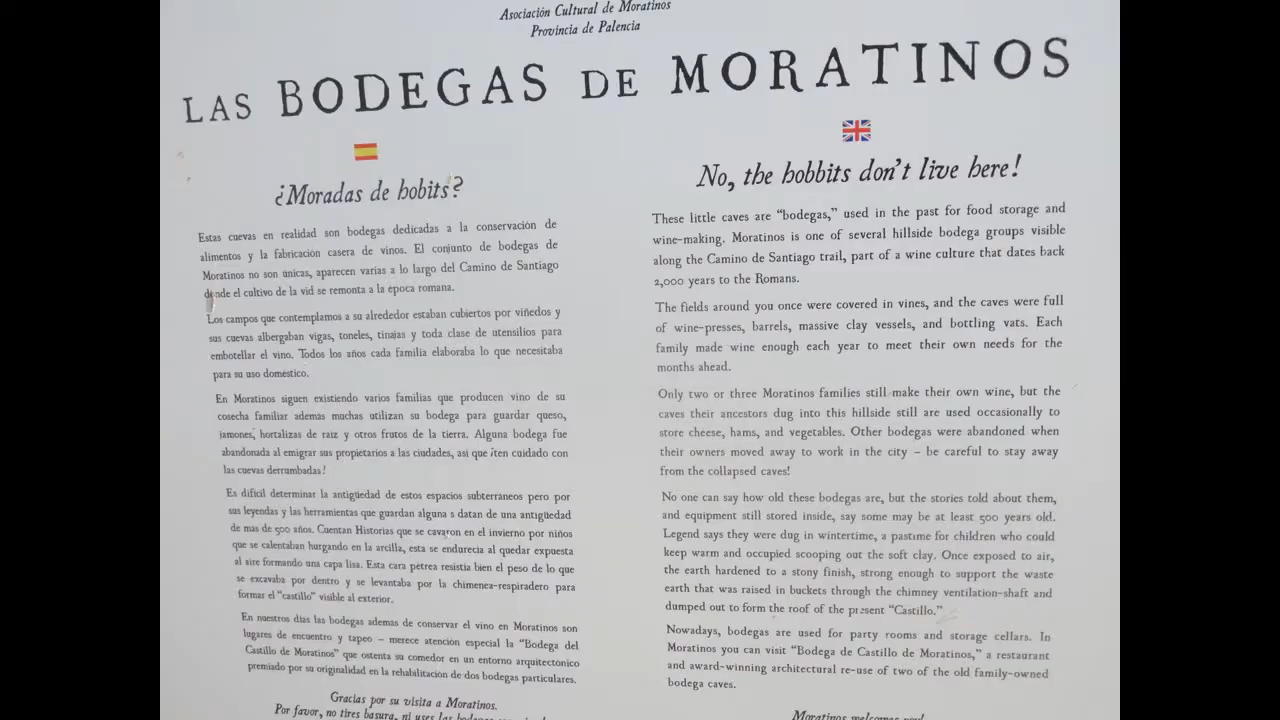 Asociación Cultural de Moratinos
Provincia de Palencia
LAS BODEGAS DE MORATINOS
¿Moradas de hobits?
Estas cuevas en realidad son bodegas dedicadas a la conservación de
alimentos y la fabricación casera de vinos. El conjunto de bodegas de
Moratinos no son únicas, aparecen varias a lo largo del Camino de Santiago
donde el cultivo de la vid se remonta a la época romana.
Los campos que contemplamos a su alrededor estaban cubiertos por viñedos y
sus cuevas albergaban vigas, toneles, tinajas y toda clase de utensilios para
embotellar el vino. Todos los años cada familia elaboraba lo que necesitaba
para su uso doméstico.
En Moratinos siguen existiendo varias familias que producen vino de su
cosecha familiar además muchas utilizan su bodega para guardar queso,
jamones, hortalizas de raíz y otros frutos de la tierra. Alguna bodega fue
abandonada al emigrar sus propietarios a las ciudades, así que ¡ten cuidado con
las cuevas derrumbadas!
Es difícil determinar la antigüedad de estos espacios subterráneos pero por
sus leyendas y las herramientas que guardan alguna s datan de una antigüedad
de más de 500 años. Cuentan Historias que se cavaron en el invierno por niños
que se calentaban hurgando en la arcilla, esta se endurecía al quedar expuesta
al aire formando una capa lisa. Esta cara pétrea resistía bien el peso de lo que
se excavaba por dentro y se levantaba por la chimenea-respiradero para
formar el "castillo" visible al exterior.
En nuestros días las bodegas además de conservar el vino en Moratinos son
lugares de encuentro y tapeo – merece atención especial la "Bodega del
Castillo de Moratinos" que ostenta su comedor en un entorno arquitectónico
premiado por su originalidad en la rehabilitación de dos bodegas particulares.
Gracias por su visita a Moratinos.
Por favor, no tires basura, ni uses las
No, the hobbits don't live here!
These little caves are "bodegas," used in the past for food storage and
wine-making. Moratinos is one of several hillside bodega groups visible
along the Camino de Santiago trail, part of a wine culture that dates back
2,000 years to the Romans.
The fields around you once were covered in vines, and the caves were full
of wine-presses, barrels, massive clay vessels, and bottling vats. Each
family made wine enough each year to meet their own needs for the
months ahead.
Only two or three Moratinos families still make their own wine, but the
caves their ancestors dug into this hillside still are used occasionally to
store cheese, hams, and vegetables. Other bodegas were abandoned when
their owners moved away to work in the city – be careful to stay away
from the collapsed caves!
No one can say how old these bodegas are, but the stories told about them,
and equipment still stored inside, say some may be at least 500 years old.
Legend says they were dug in wintertime, a pastime for children who could
keep warm and occupied scooping out the soft clay. Once exposed to air,
the earth hardened to a stony finish, strong enough to support the waste
earth that was raised in buckets through the chimney ventilation-shaft and
dumped out to form the roof of the present "Castillo."
Nowadays, bodegas are used for party rooms and storage cellars. In
Moratinos you can visit "Bodega de Castillo de Moratinos," a restaurant
and award-winning architectural re-use of two of the old family-owned
bodega caves.
Moratinos welcomes you!